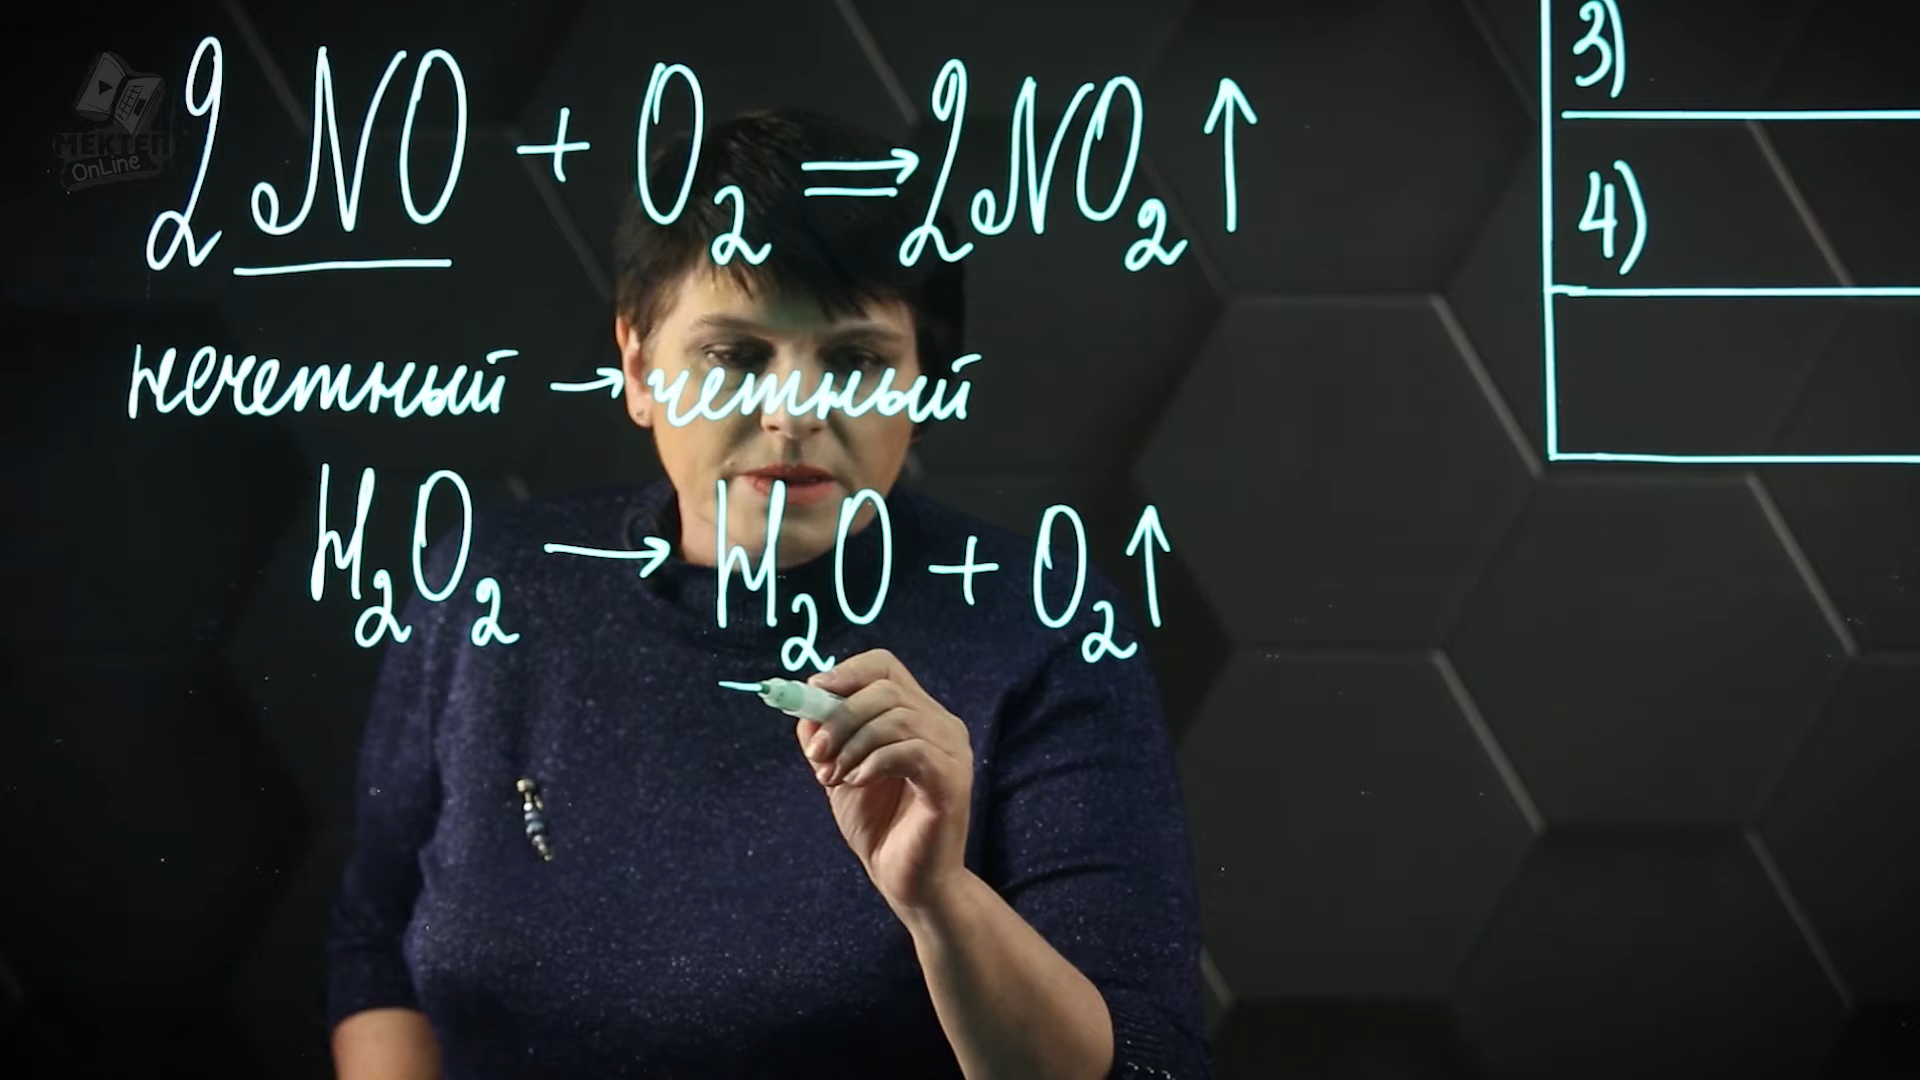 МЕКТЕП
OnLine
2NO + O₂ ⇒ 2NO₂ ↑
нечетный → четный
H₂O₂ → H₂O + O₂ ↑
3)
4)